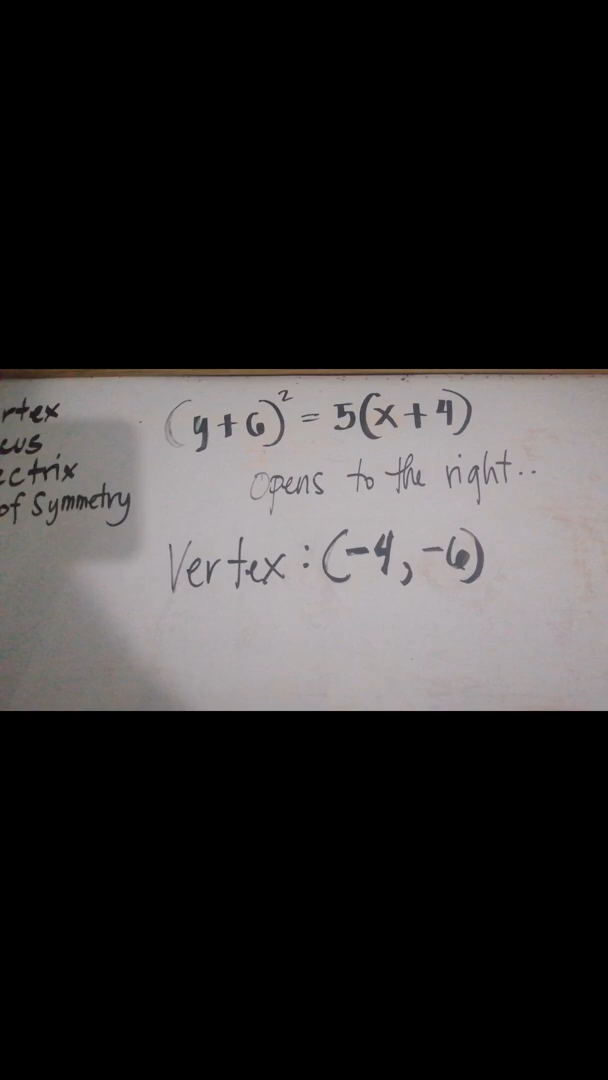 rtex
cus
ectrix
of Symmetry
(y+6)² = 5(x+4)
opens to the right..
Vertex : (-4, -6)